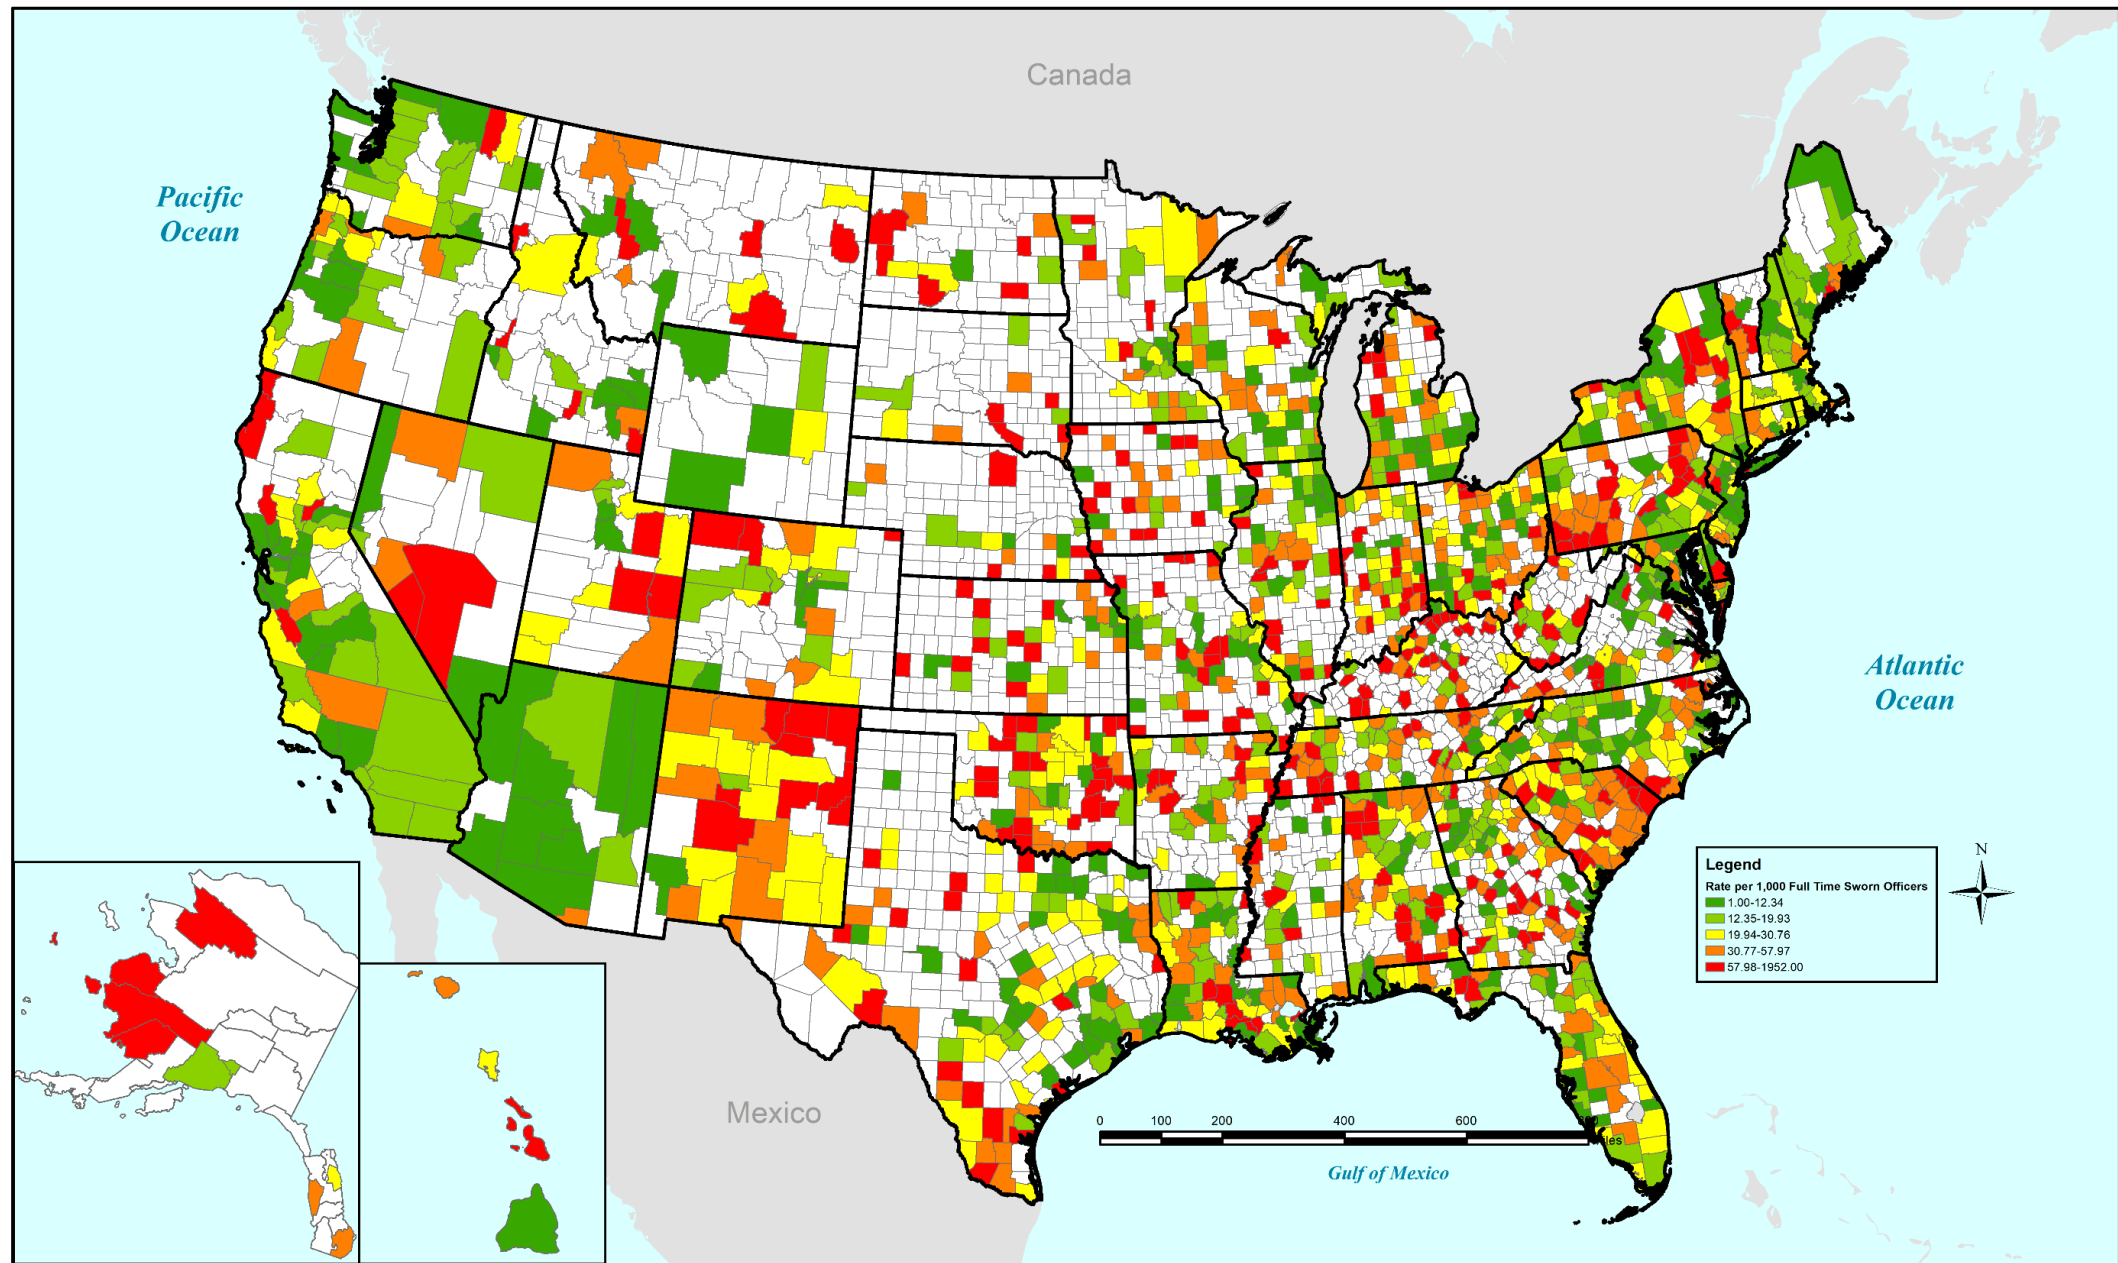 Canada
Pacific
Ocean
Atlantic
Ocean
N
Legend
Rate per 1,000 Full Time Sworn Officers
1.00-12.34
12.35-19.93
19.94-30.76
30.77-57.97
57.98-1952.00
Mexico
0 100 200 400 600
Gulf of Mexico